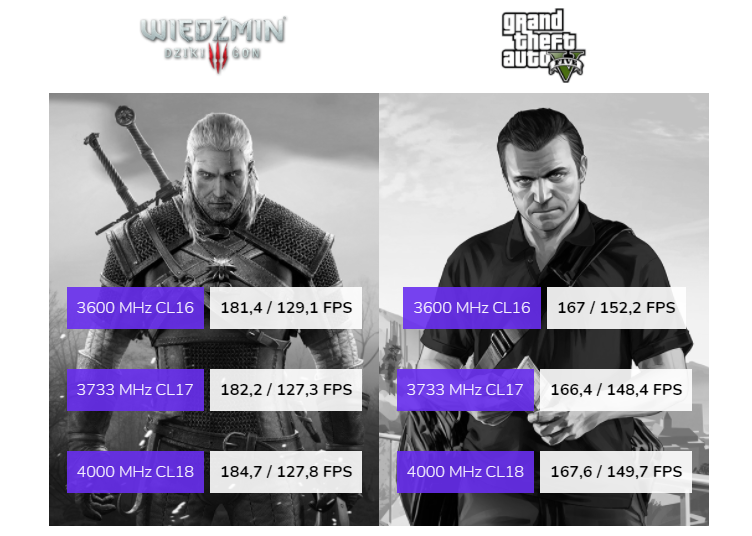 WIEDŹMIN
DZIKI GON
grand
theft
auto
FIVE
3600 MHz CL16 181,4 / 129,1 FPS
3733 MHz CL17 182,2 / 127,3 FPS
4000 MHz CL18 184,7 / 127,8 FPS
3600 MHz CL16 167 / 152,2 FPS
3733 MHz CL17 166,4 / 148,4 FPS
4000 MHz CL18 167,6 / 149,7 FPS